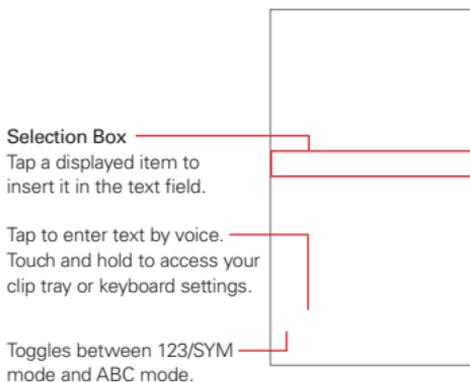 Selection Box
Tap a displayed item to
insert it in the text field.
Tap to enter text by voice.
Touch and hold to access your
clip tray or keyboard settings.
Toggles between 123/SYM
mode and ABC mode.